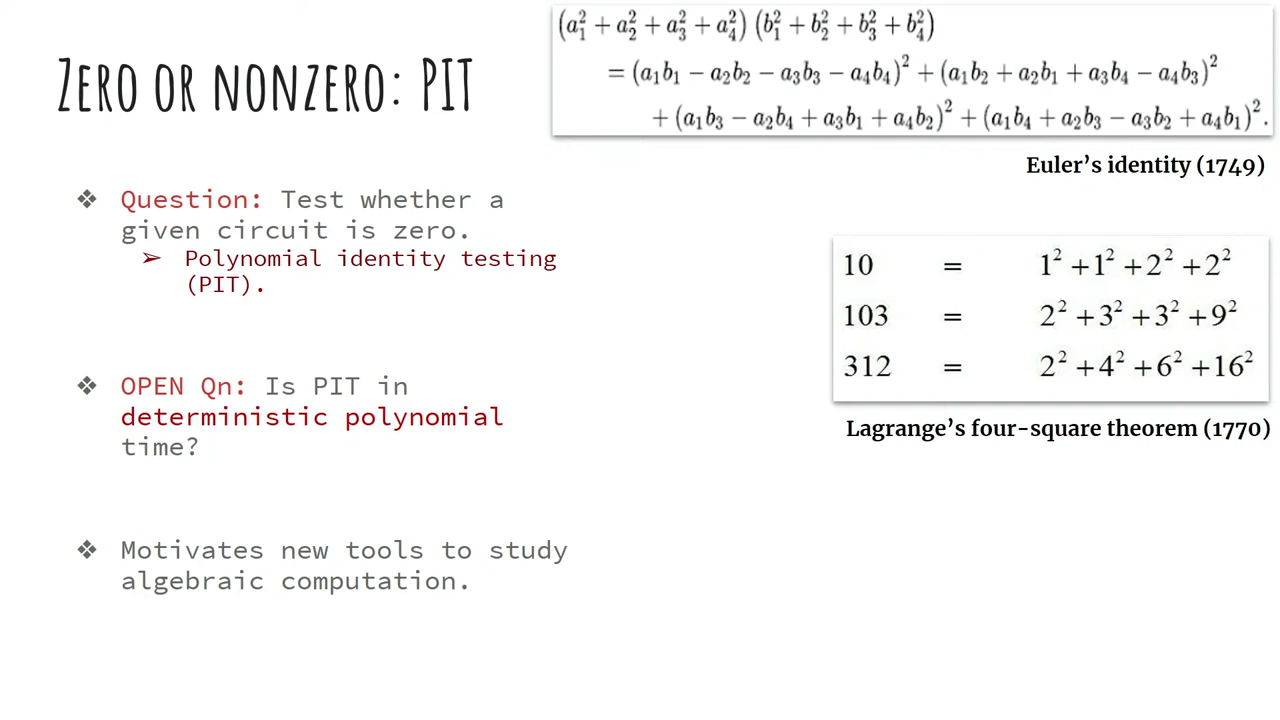 ZERO OR NONZERO: PIT
(a₁² + a₂² + a₃² + a₄²) (b₁² + b₂² + b₃² + b₄²)
= (a₁b₁ − a₂b₂ − a₃b₃ − a₄b₄)² + (a₁b₂ + a₂b₁ + a₃b₄ − a₄b₃)²
+ (a₁b₃ − a₂b₄ + a₃b₁ + a₄b₂)² + (a₁b₄ + a₂b₃ − a₃b₂ + a₄b₁)².
Euler’s identity (1749)
❖ Question: Test whether a
given circuit is zero.
➢ Polynomial identity testing
(PIT).
❖ OPEN Qn: Is PIT in
deterministic polynomial
time?
❖ Motivates new tools to study
algebraic computation.
10 = 1² + 1² + 2² + 2²
103 = 2² + 3² + 3² + 9²
312 = 2² + 4² + 6² + 16²
Lagrange’s four-square theorem (1770)